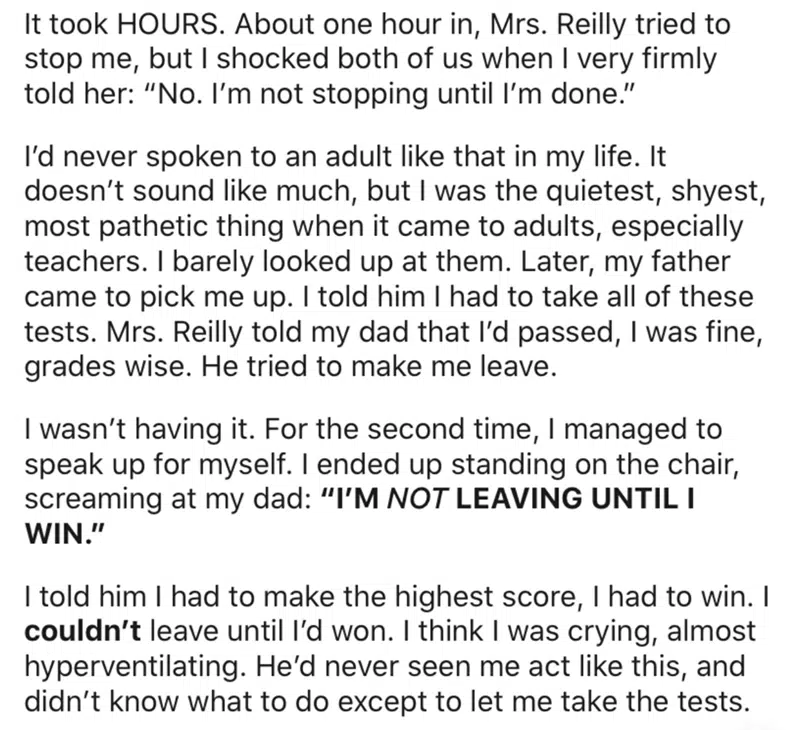 It took HOURS. About one hour in, Mrs. Reilly tried to
stop me, but I shocked both of us when I very firmly
told her: “No. I’m not stopping until I’m done.”
I’d never spoken to an adult like that in my life. It
doesn’t sound like much, but I was the quietest, shyest,
most pathetic thing when it came to adults, especially
teachers. I barely looked up at them. Later, my father
came to pick me up. I told him I had to take all of these
tests. Mrs. Reilly told my dad that I’d passed, I was fine,
grades wise. He tried to make me leave.
I wasn’t having it. For the second time, I managed to
speak up for myself. I ended up standing on the chair,
screaming at my dad: “I’M NOT LEAVING UNTIL I
WIN.”
I told him I had to make the highest score, I had to win. I
couldn’t leave until I’d won. I think I was crying, almost
hyperventilating. He’d never seen me act like this, and
didn’t know what to do except to let me take the tests.